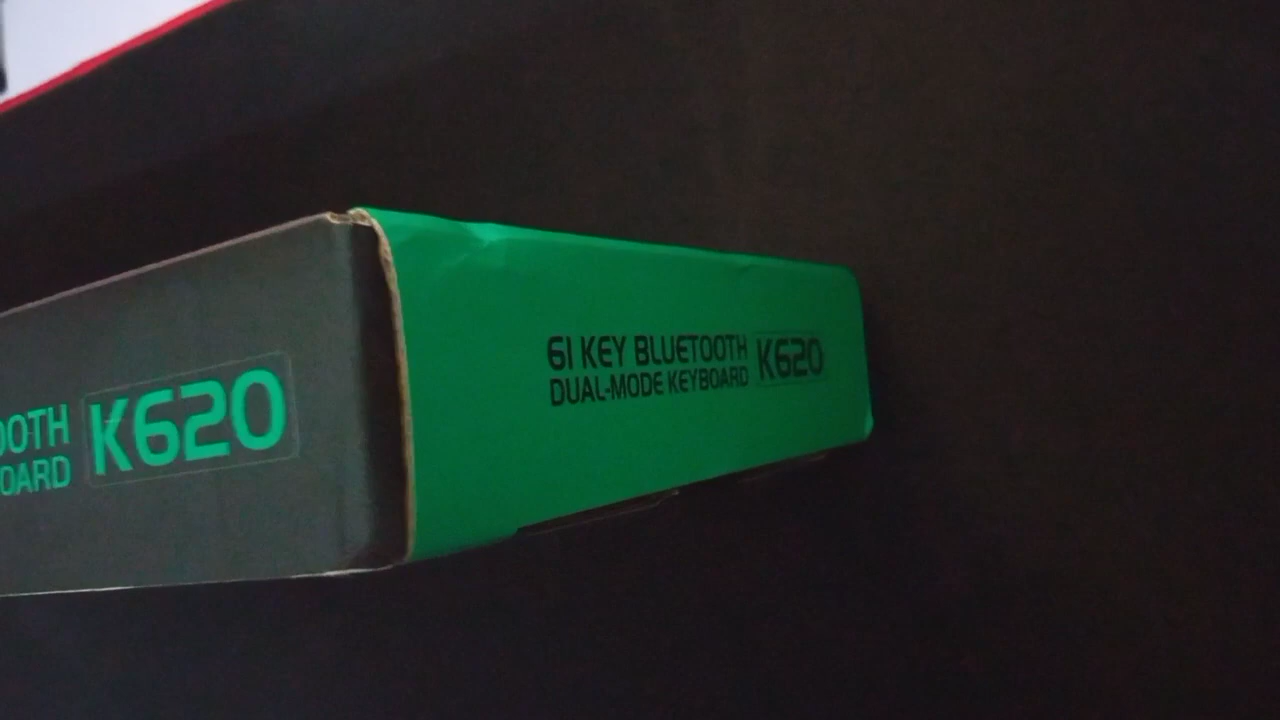 OOTH
OARD
K620
61 KEY BLUETOOTH
DUAL-MODE KEYBOARD
K620